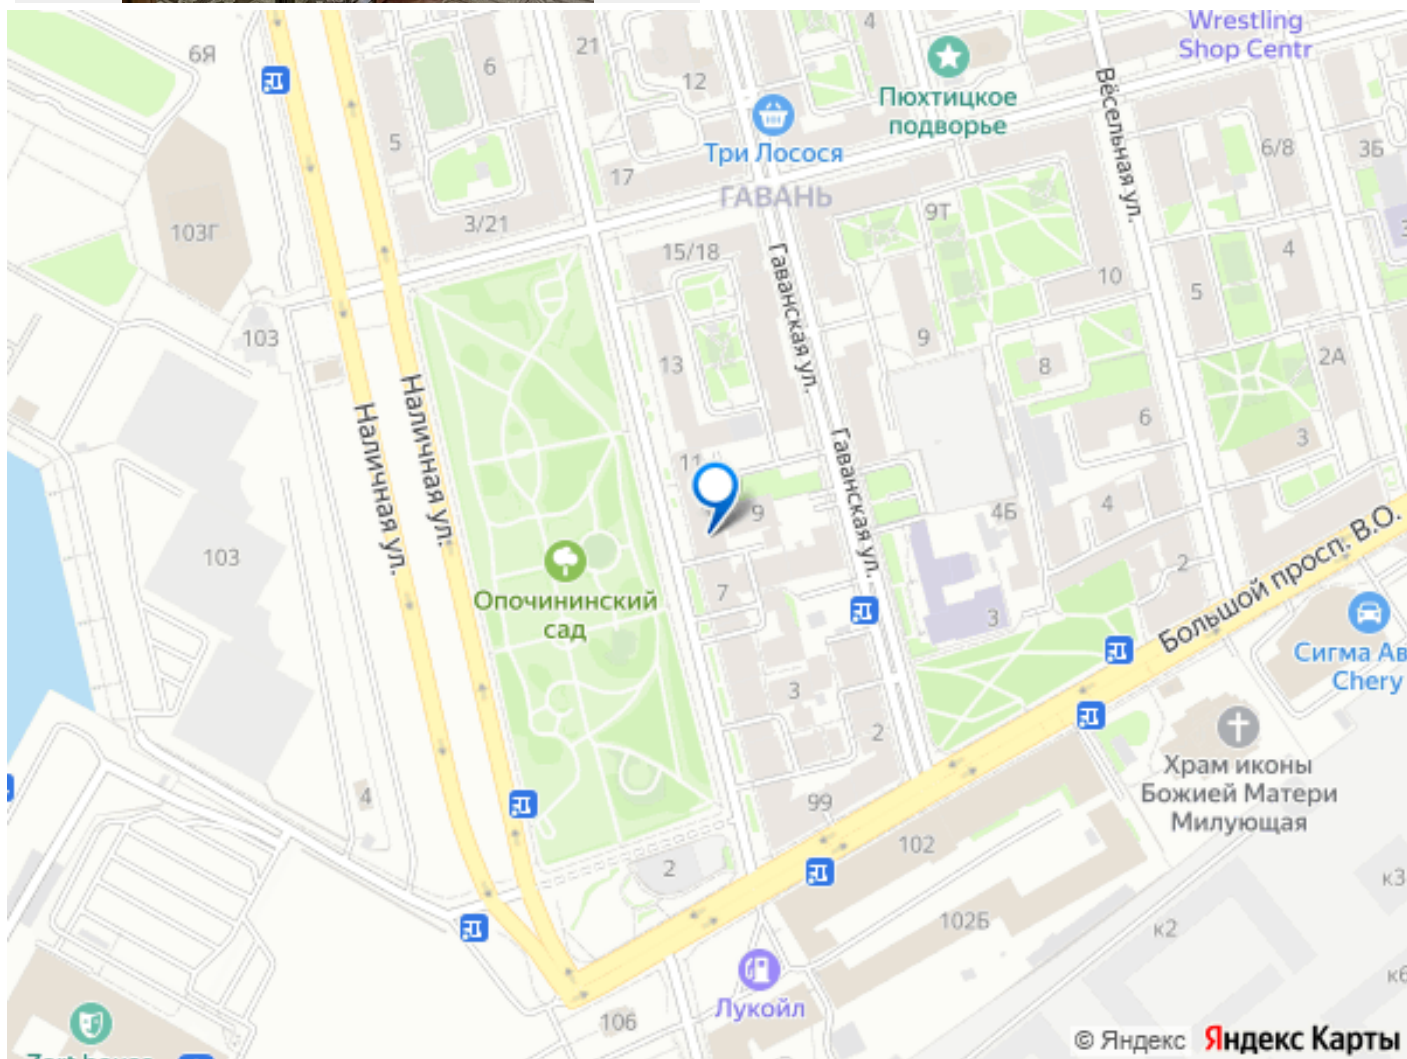 Wrestling
Shop Centr
4
21
6Я
6
12
Вёсельная ул.
Пюхтицкое
подворье
5
Три Лосося
6/8
3Б
17
ГАВАНЬ
9Т
3/21
103Г
15/18
4
Гаванская ул.
10
5
103
9
8
2А
13
Наличная ул.
Наличная ул.
6
3
11
Гаванская ул.
9
4Б
4
Большой просп. В.О.
103
2
7
Опочининский
сад
3
Сигма Ав
Chery
3
2
Храм иконы
Божией Матери
Милующая
4
99
102
2
к3
102Б
к2
к6
Лукойл
106
© Яндекс Яндекс Карты